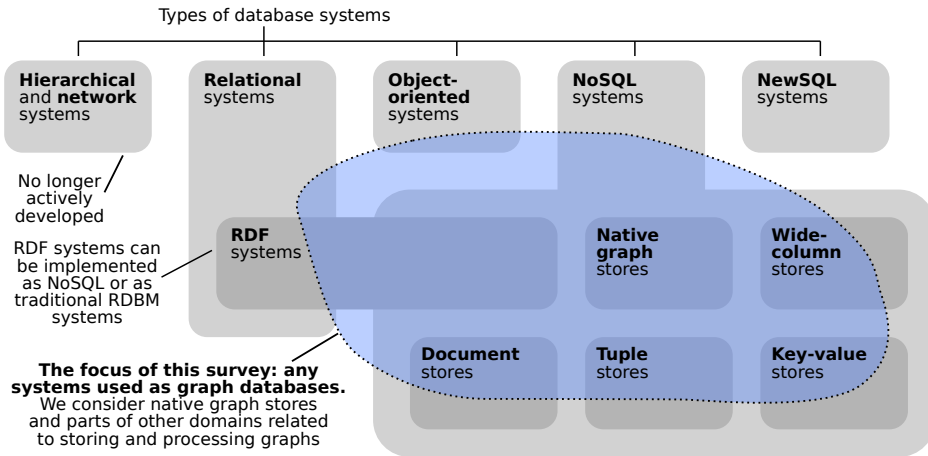 Types of database systems
Hierarchical
and network
systems
Relational
systems
Object-
oriented
systems
NoSQL
systems
NewSQL
systems
No longer
actively
developed
RDF systems can
be implemented
as NoSQL or as
traditional RDBM
systems
RDF
systems
Native
graph
stores
Wide-
column
stores
The focus of this survey: any
systems used as graph databases.
We consider native graph stores
and parts of other domains related
to storing and processing graphs
Document
stores
Tuple
stores
Key-value
stores